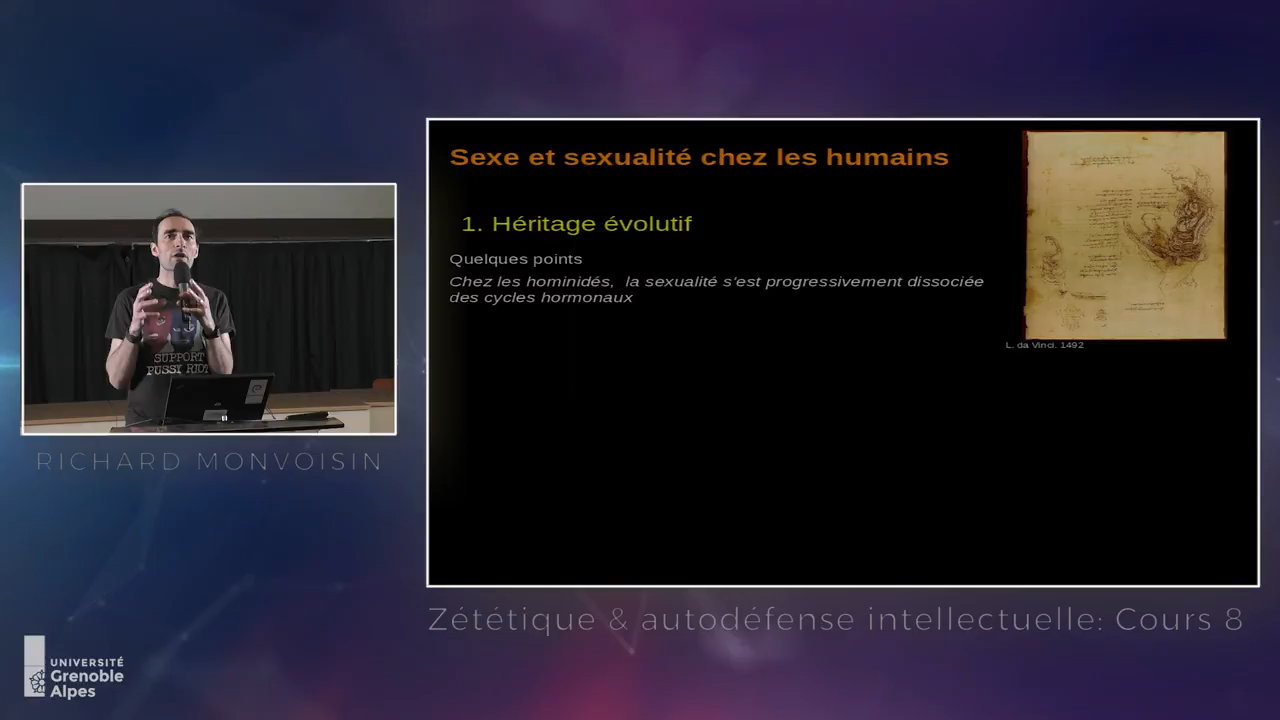 Sexe et sexualité chez les humains
1. Héritage évolutif
Quelques points
Chez les hominidés, la sexualité s'est progressivement dissociée
des cycles hormonaux
L. da Vinci. 1492
SUPPORT
PUSSY RIOT
RICHARD MONVOISIN
Zététique & autodéfense intellectuelle: Cours 8
UNIVERSITÉ
Grenoble
Alpes